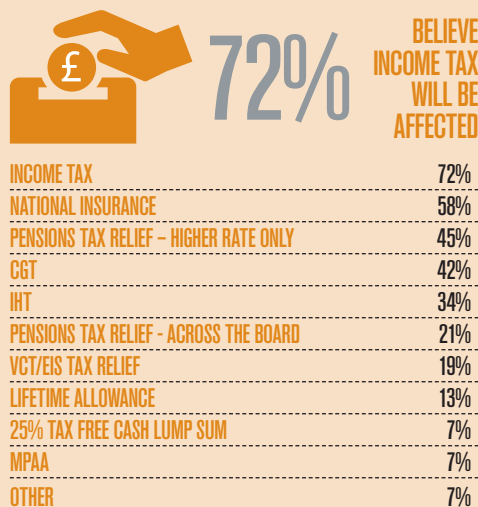 £
72%
BELIEVE
INCOME TAX
WILL BE
AFFECTED
INCOME TAX 72%
NATIONAL INSURANCE 58%
PENSIONS TAX RELIEF – HIGHER RATE ONLY 45%
CGT 42%
IHT 34%
PENSIONS TAX RELIEF - ACROSS THE BOARD 21%
VCT/EIS TAX RELIEF 19%
LIFETIME ALLOWANCE 13%
25% TAX FREE CASH LUMP SUM 7%
MPAA 7%
OTHER 7%